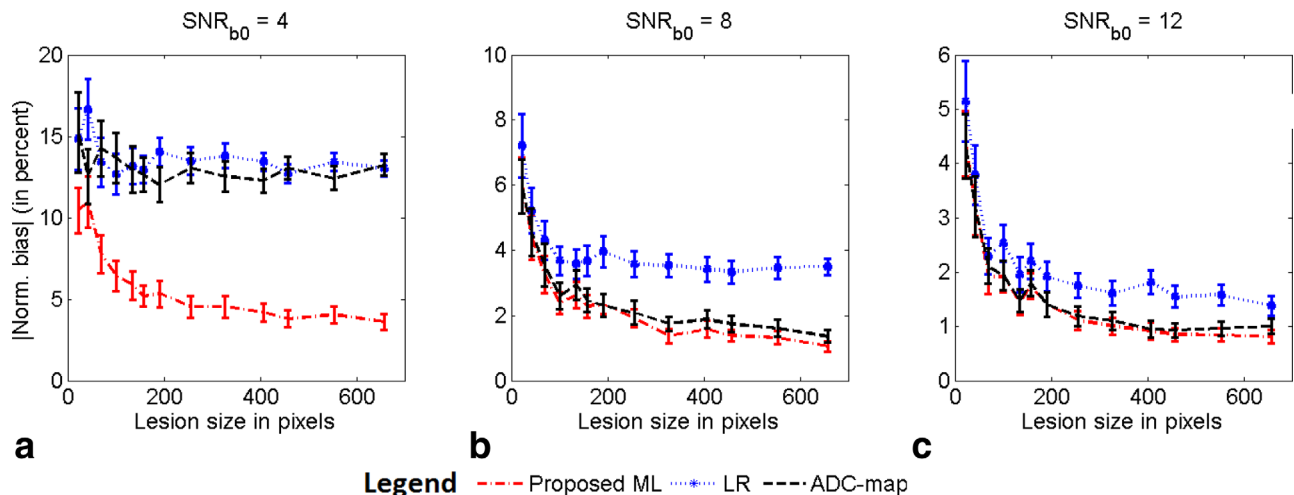 SNRb0 = 4
SNRb0 = 8
SNRb0 = 12
|Norm. bias| (in percent)
20
15
10
5
0
0 200 400 600
Lesion size in pixels
a
10
8
6
4
2
0
0 200 400 600
Lesion size in pixels
b
6
5
4
3
2
1
0
0 200 400 600
Lesion size in pixels
c
Legend Proposed ML LR ADC-map